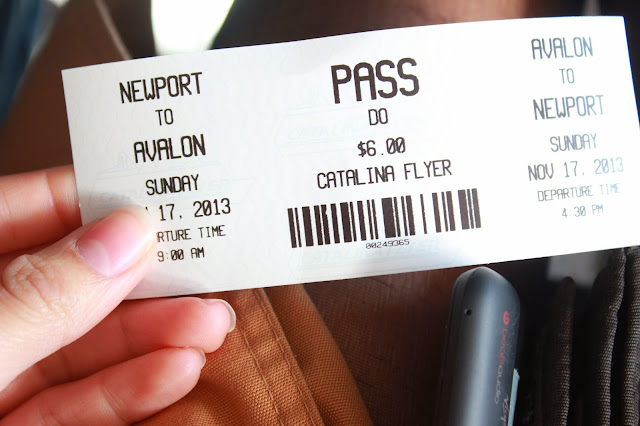 NEWPORT
TO
AVALON
SUNDAY
17, 2013
RTURE TIME
9:00 AM
PASS
DO
$6.00
CATALINA FLYER
00249365
AVALON
TO
NEWPORT
SUNDAY
NOV 17, 2013
DEPARTURE TIME
4:30 PM